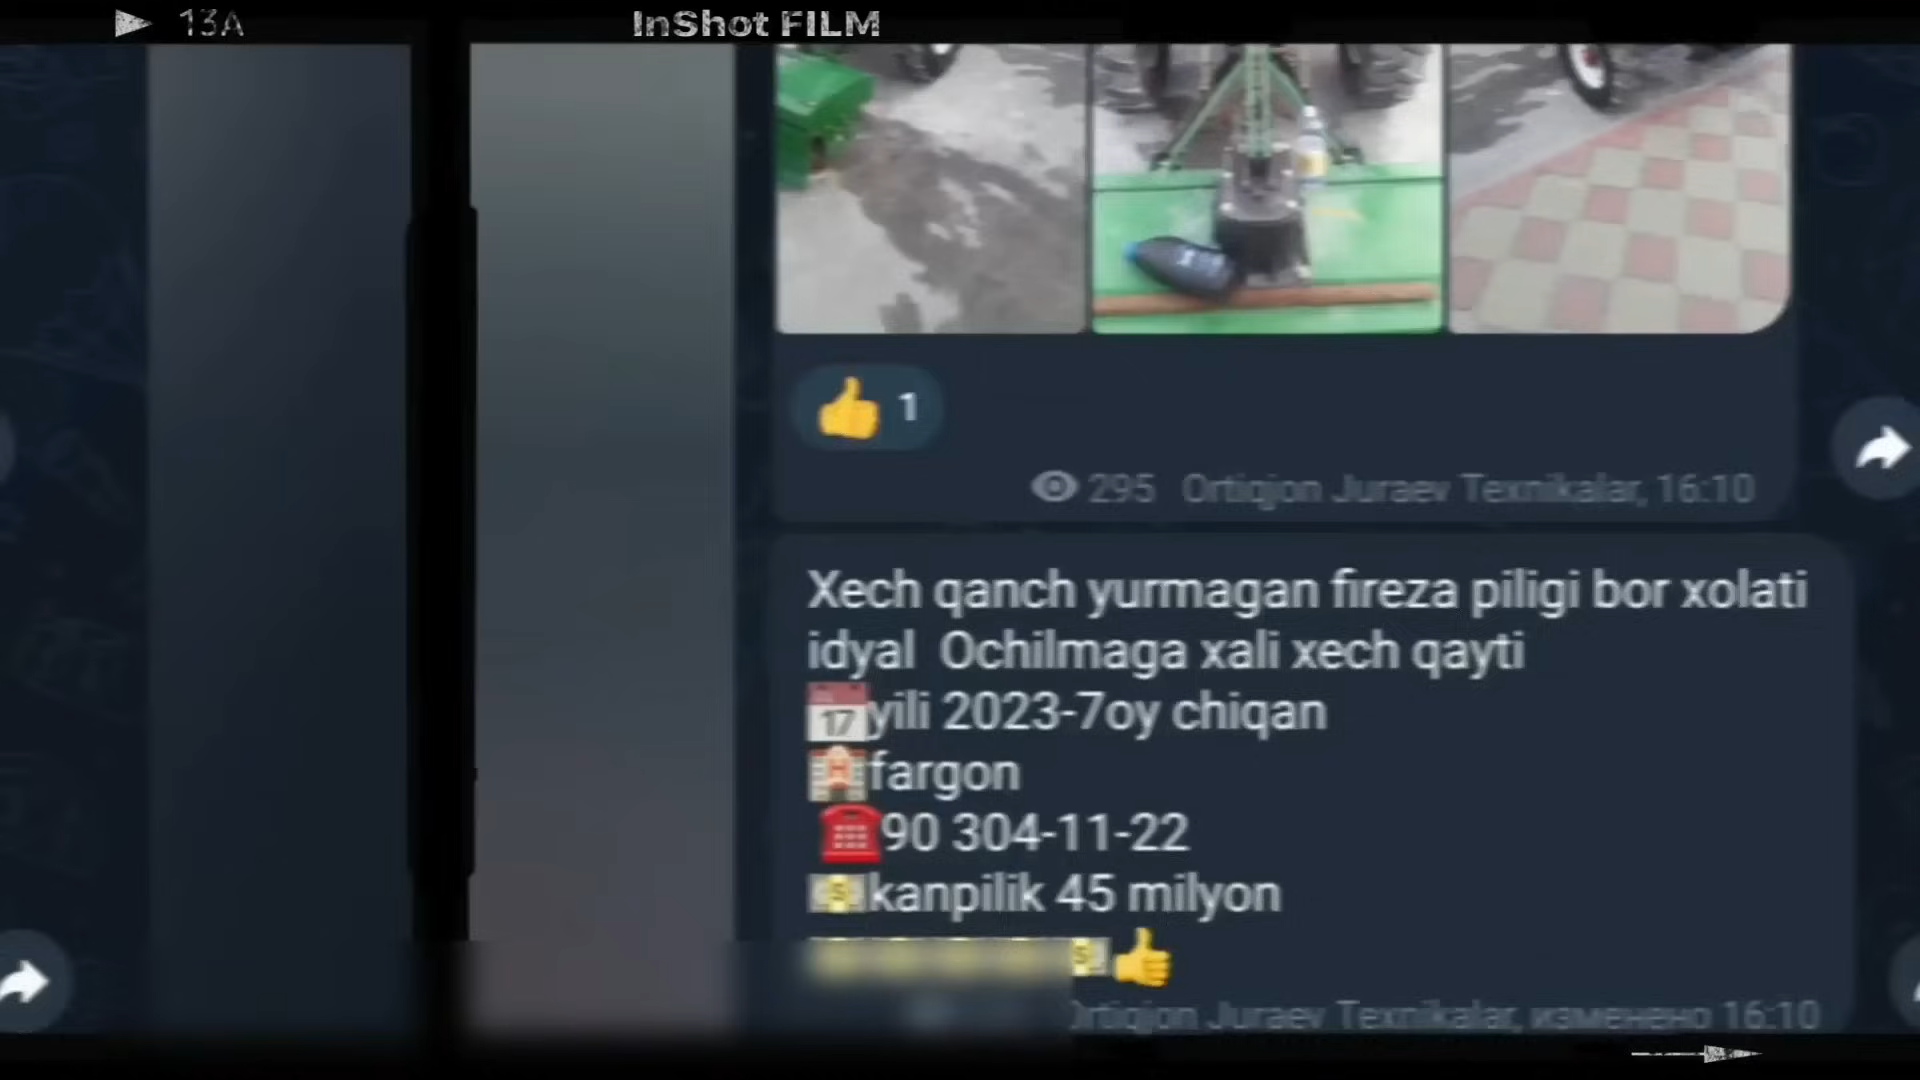 13A InShot FILM
1
295 Ortiqjon Juraev Texnikalar, 16:10
Xech qanch yurmagan fireza piligi bor xolati
idyal Ochilmaga xali xech qayti
17 yili 2023-7oy chiqan
fargon
90 304-11-22
kanpilik 45 milyon
Ortiqjon Juraev Texnikalar, изменено 16:10